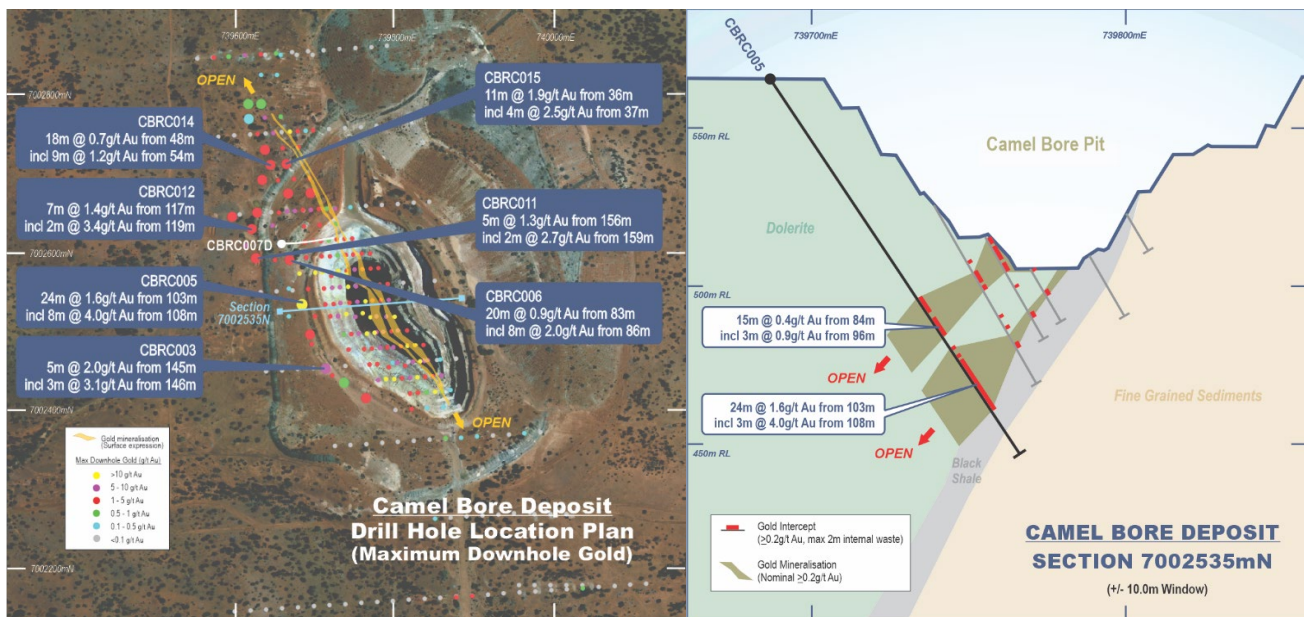 739600mE
739800mE
740000mE
7002800mN
7002600mN
7002400mN
7002200mN
OPEN
CBRC015
11m @ 1.9g/t Au from 36m
incl 4m @ 2.5g/t Au from 37m
CBRC014
18m @ 0.7g/t Au from 48m
incl 9m @ 1.2g/t Au from 54m
CBRC012
7m @ 1.4g/t Au from 117m
incl 2m @ 3.4g/t Au from 119m
CBRC011
5m @ 1.3g/t Au from 156m
incl 2m @ 2.7g/t Au from 159m
CBRC007D
CBRC005
24m @ 1.6g/t Au from 103m
incl 8m @ 4.0g/t Au from 108m
Section
7002535N
CBRC006
20m @ 0.9g/t Au from 83m
incl 8m @ 2.0g/t Au from 86m
CBRC003
5m @ 2.0g/t Au from 145m
incl 3m @ 3.1g/t Au from 146m
OPEN
Gold mineralisation
(Surface expression)
Max Downhole Gold (g/t Au)
>10 g/t Au
5 - 10 g/t Au
1 - 5 g/t Au
0.5 - 1 g/t Au
0.1 - 0.5 g/t Au
<0.1 g/t Au
Camel Bore Deposit
Drill Hole Location Plan
(Maximum Downhole Gold)
CBRC005
739700mE
739800mE
550m RL
Camel Bore Pit
Dolerite
500m RL
15m @ 0.4g/t Au from 84m
incl 3m @ 0.9g/t Au from 96m
OPEN
24m @ 1.6g/t Au from 103m
incl 3m @ 4.0g/t Au from 108m
OPEN
450m RL
Black
Shale
Fine Grained Sediments
Gold Intercept
(≥0.2g/t Au, max 2m internal waste)
Gold Mineralisation
(Nominal ≥0.2g/t Au)
CAMEL BORE DEPOSIT
SECTION 7002535mN
(+/- 10.0m Window)